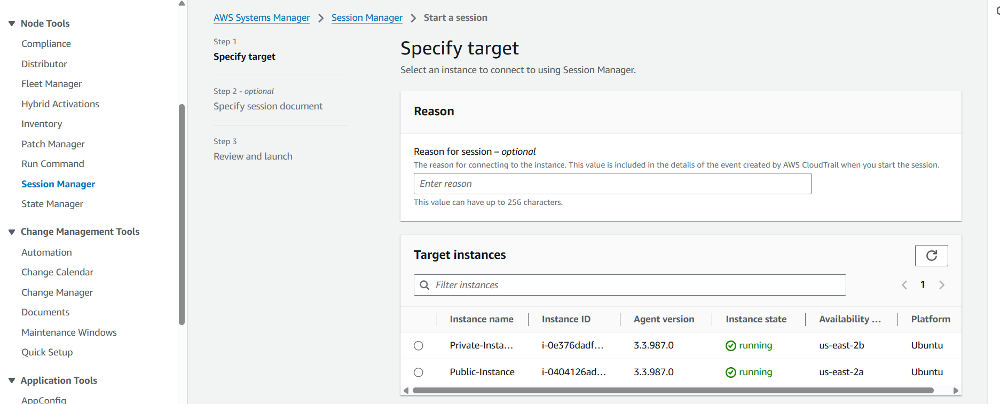 Node Tools
Compliance
Distributor
Fleet Manager
Hybrid Activations
Inventory
Patch Manager
Run Command
Session Manager
State Manager
Change Management Tools
Automation
Change Calendar
Change Manager
Documents
Maintenance Windows
Quick Setup
Application Tools
AppConfig
AWS Systems Manager > Session Manager > Start a session
Step 1
Specify target
Step 2 - optional
Specify session document
Step 3
Review and launch
Specify target
Select an instance to connect to using Session Manager.
Reason
Reason for session – optional
The reason for connecting to the instance. This value is included in the details of the event created by AWS CloudTrail when you start the session.
Enter reason
This value can have up to 256 characters.
Target instances
Filter instances
1
Instance name Instance ID Agent version Instance state Availability ... Platform
Private-Insta... i-0e376dadf... 3.3.987.0 running us-east-2b Ubuntu
Public-Instance i-0404126ad... 3.3.987.0 running us-east-2a Ubuntu